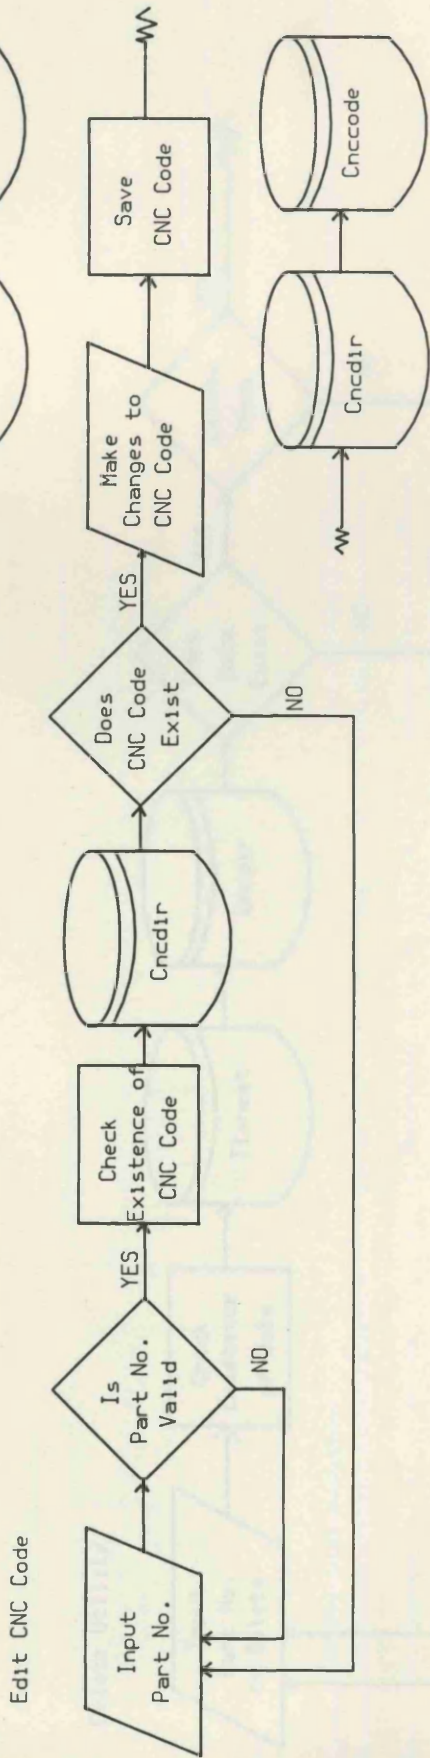 Edit CNC Code
Input
Part No.
Is
Part No.
Valid
YES
NO
Check
Existence of
CNC Code
Cncdir
Does
CNC Code
Exist
YES
NO
Make
Changes to
CNC Code
Save
CNC Code
Cncdir
Cnccode